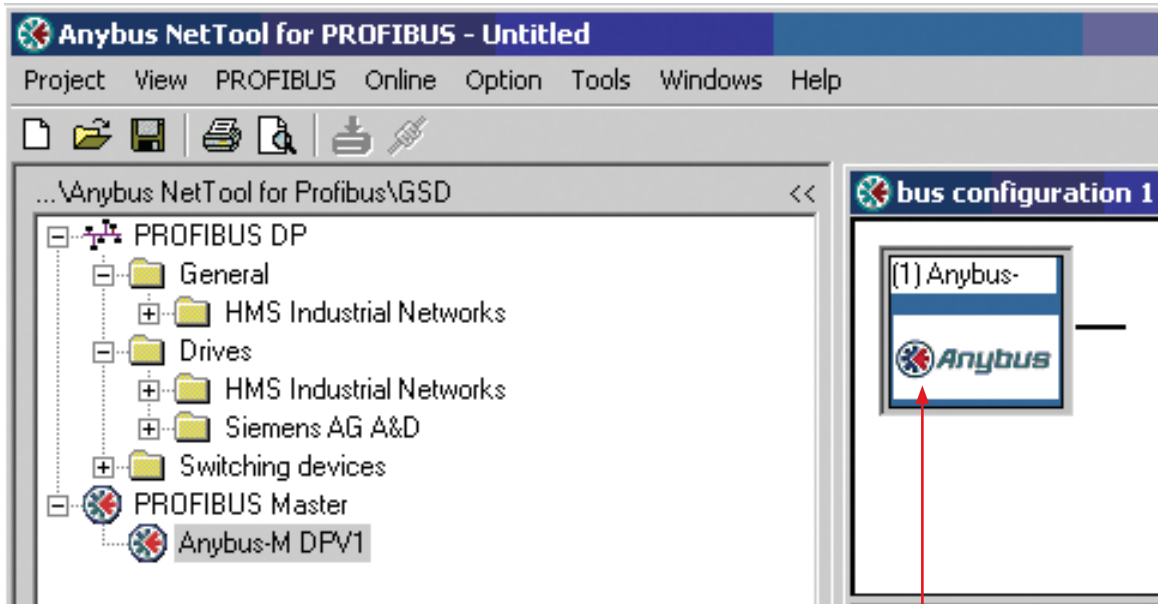 Anybus NetTool for PROFIBUS - Untitled
Project View PROFIBUS Online Option Tools Windows Help
...\Anybus NetTool for Profibus\GSD <<
PROFIBUS DP
General
HMS Industrial Networks
Drives
HMS Industrial Networks
Siemens AG A&D
Switching devices
PROFIBUS Master
Anybus-M DPV1
bus configuration 1
(1) Anybus-
Anybus